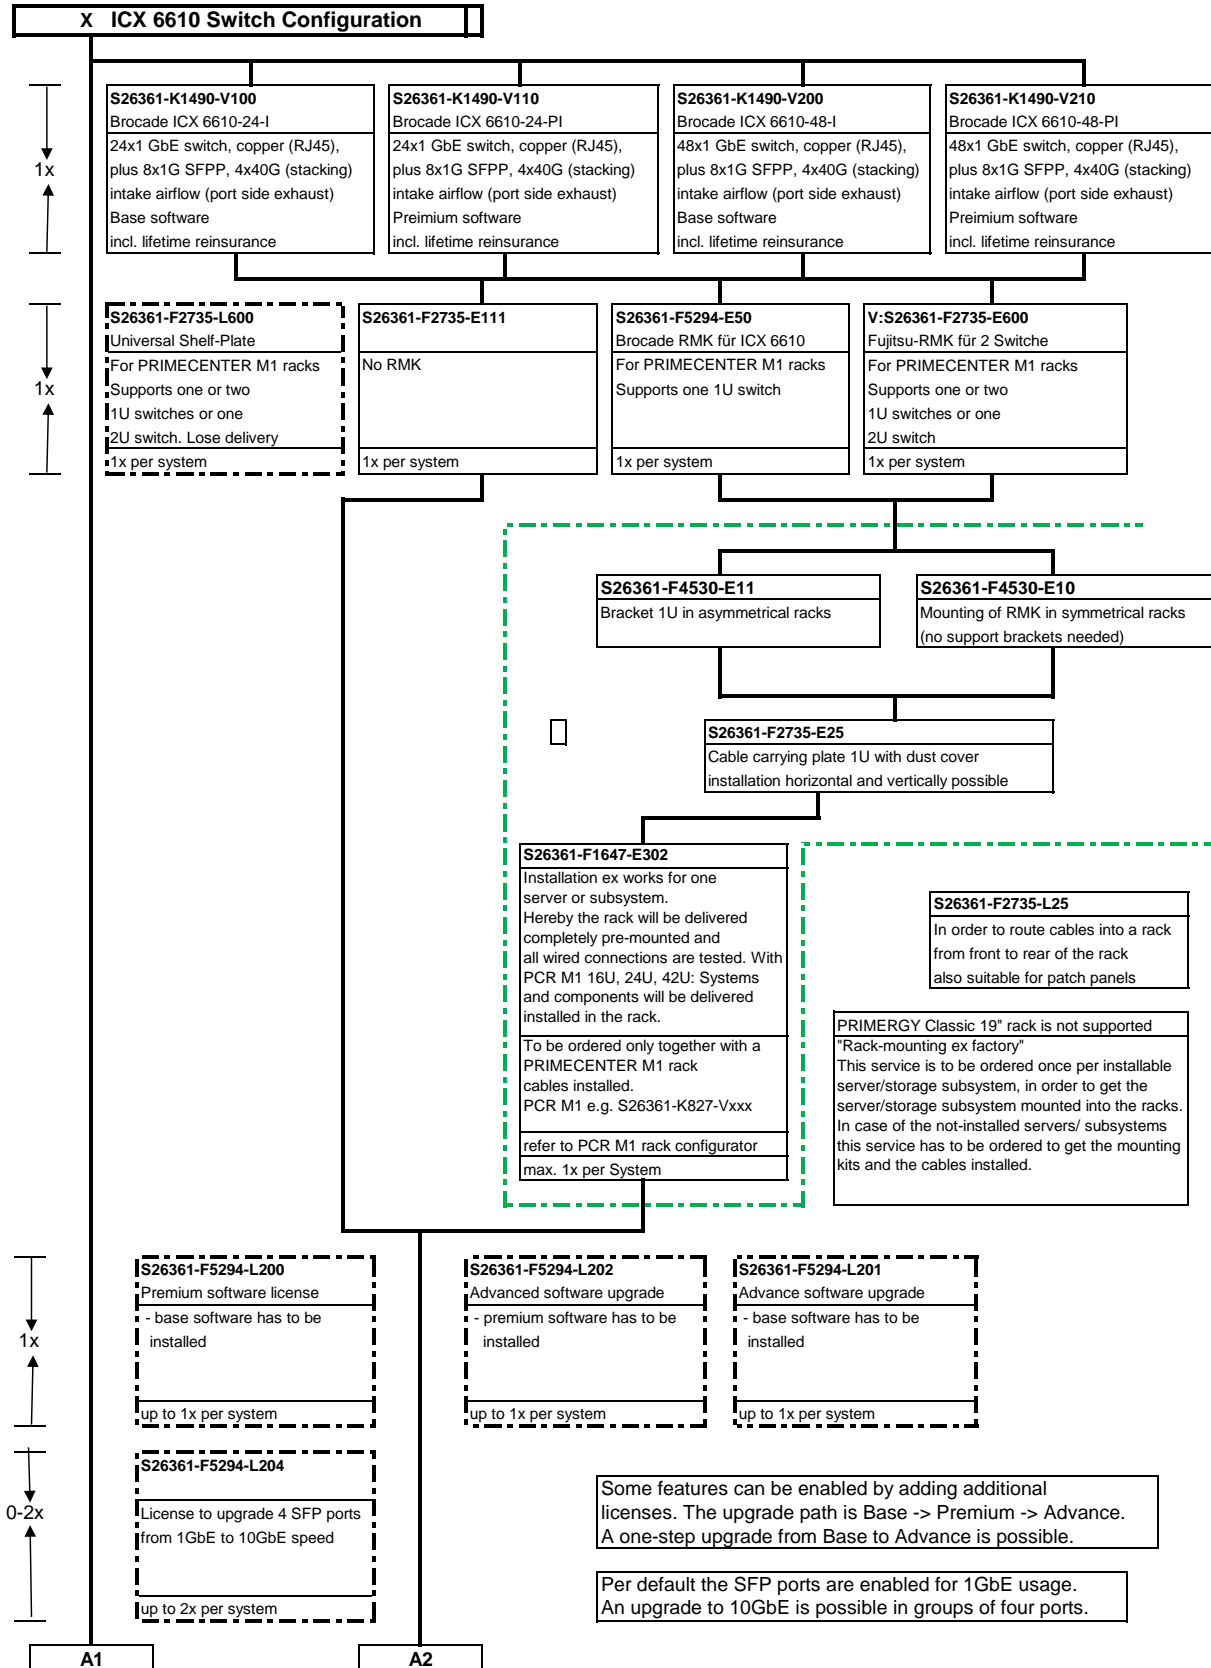 X ICX 6610 Switch Configuration
S26361-K1490-V100
Brocade ICX 6610-24-I
24x1 GbE switch, copper (RJ45),
plus 8x1G SFPP, 4x40G (stacking)
intake airflow (port side exhaust)
Base software
incl. lifetime reinsurance
S26361-K1490-V110
Brocade ICX 6610-24-PI
24x1 GbE switch, copper (RJ45),
plus 8x1G SFPP, 4x40G (stacking)
intake airflow (port side exhaust)
Preimium software
incl. lifetime reinsurance
S26361-K1490-V200
Brocade ICX 6610-48-I
48x1 GbE switch, copper (RJ45),
plus 8x1G SFPP, 4x40G (stacking)
intake airflow (port side exhaust)
Base software
incl. lifetime reinsurance
S26361-K1490-V210
Brocade ICX 6610-48-PI
48x1 GbE switch, copper (RJ45),
plus 8x1G SFPP, 4x40G (stacking)
intake airflow (port side exhaust)
Preimium software
incl. lifetime reinsurance
1x
S26361-F2735-L600
Universal Shelf-Plate
For PRIMECENTER M1 racks
Supports one or two
1U switches or one
2U switch. Lose delivery
1x per system
S26361-F2735-E111
No RMK
1x per system
S26361-F5294-E50
Brocade RMK für ICX 6610
For PRIMECENTER M1 racks
Supports one 1U switch
1x per system
V:S26361-F2735-E600
Fujitsu-RMK für 2 Switche
For PRIMECENTER M1 racks
Supports one or two
1U switches or one
2U switch
1x per system
1x
S26361-F4530-E11
Bracket 1U in asymmetrical racks
S26361-F4530-E10
Mounting of RMK in symmetrical racks
(no support brackets needed)
S26361-F2735-E25
Cable carrying plate 1U with dust cover
installation horizontal and vertically possible
S26361-F1647-E302
Installation ex works for one
server or subsystem.
Hereby the rack will be delivered
completely pre-mounted and
all wired connections are tested. With
PCR M1 16U, 24U, 42U: Systems
and components will be delivered
installed in the rack.
To be ordered only together with a
PRIMECENTER M1 rack
cables installed.
PCR M1 e.g. S26361-K827-Vxxx
refer to PCR M1 rack configurator
max. 1x per System
S26361-F2735-L25
In order to route cables into a rack
from front to rear of the rack
also suitable for patch panels
PRIMERGY Classic 19" rack is not supported
"Rack-mounting ex factory"
This service is to be ordered once per installable
server/storage subsystem, in order to get the
server/storage subsystem mounted into the racks.
In case of the not-installed servers/ subsystems
this service has to be ordered to get the mounting
kits and the cables installed.
1x
S26361-F5294-L200
Premium software license
- base software has to be
installed
up to 1x per system
S26361-F5294-L202
Advanced software upgrade
- premium software has to be
installed
up to 1x per system
S26361-F5294-L201
Advance software upgrade
- base software has to be
installed
up to 1x per system
0-2x
S26361-F5294-L204
License to upgrade 4 SFP ports
from 1GbE to 10GbE speed
up to 2x per system
Some features can be enabled by adding additional
licenses. The upgrade path is Base -> Premium -> Advance.
A one-step upgrade from Base to Advance is possible.
Per default the SFP ports are enabled for 1GbE usage.
An upgrade to 10GbE is possible in groups of four ports.
A1
A2